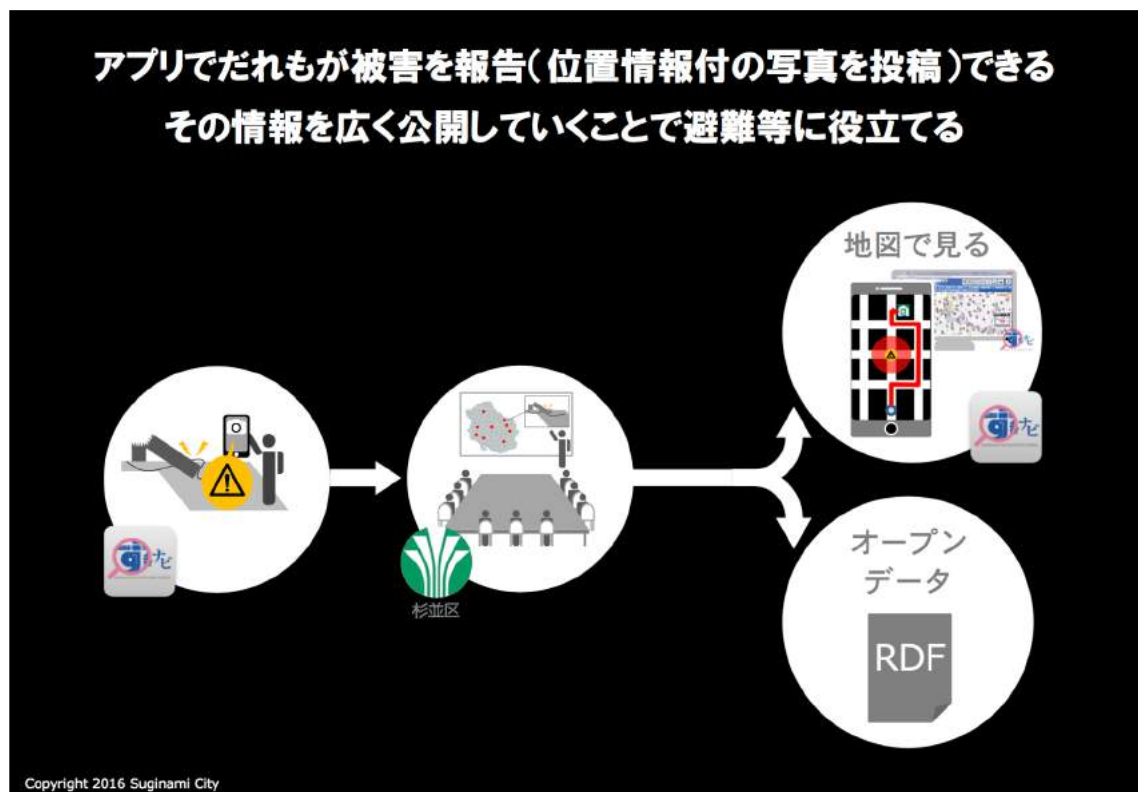 アプリでだれもが被害を報告(位置情報付の写真を投稿)できる
その情報を広く公開していくことで避難等に役立てる
地図で見る
杉並区
オープン
データ
RDF
Copyright 2016 Suginami City